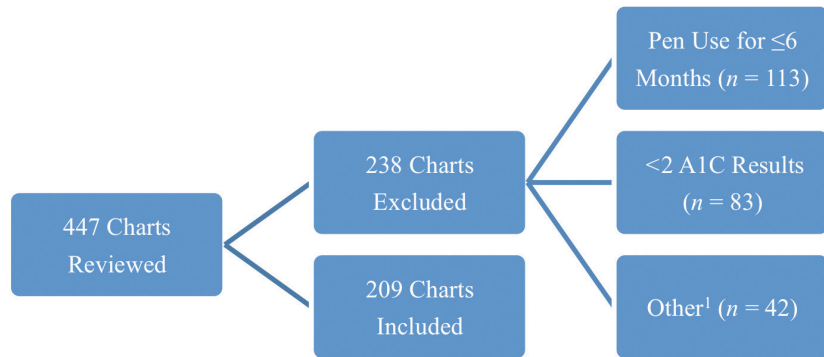 447 Charts
Reviewed
238 Charts
Excluded
209 Charts
Included
Pen Use for ≤6
Months (n = 113)
<2 A1C Results
(n = 83)
Other¹ (n = 42)